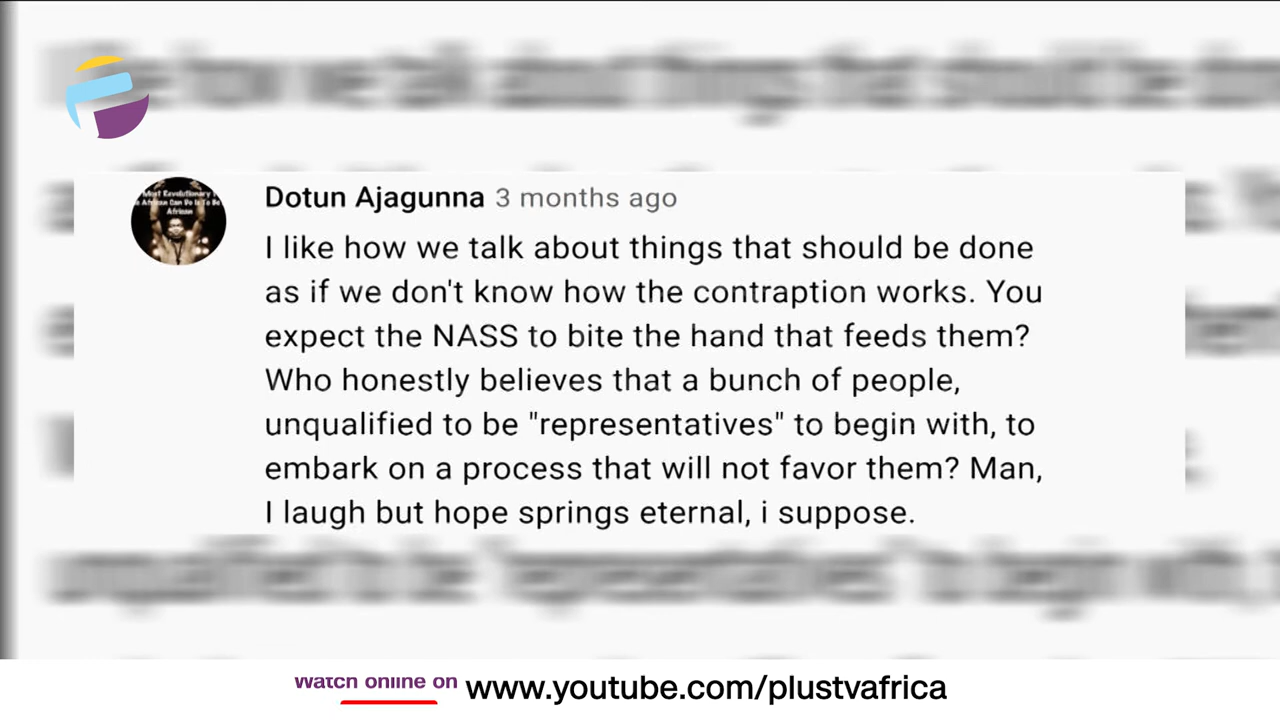 Dotun Ajagunna 3 months ago
I like how we talk about things that should be done
as if we don't know how the contraption works. You
expect the NASS to bite the hand that feeds them?
Who honestly believes that a bunch of people,
unqualified to be "representatives" to begin with, to
embark on a process that will not favor them? Man,
I laugh but hope springs eternal, i suppose.
watch online on www.youtube.com/plustvafrica